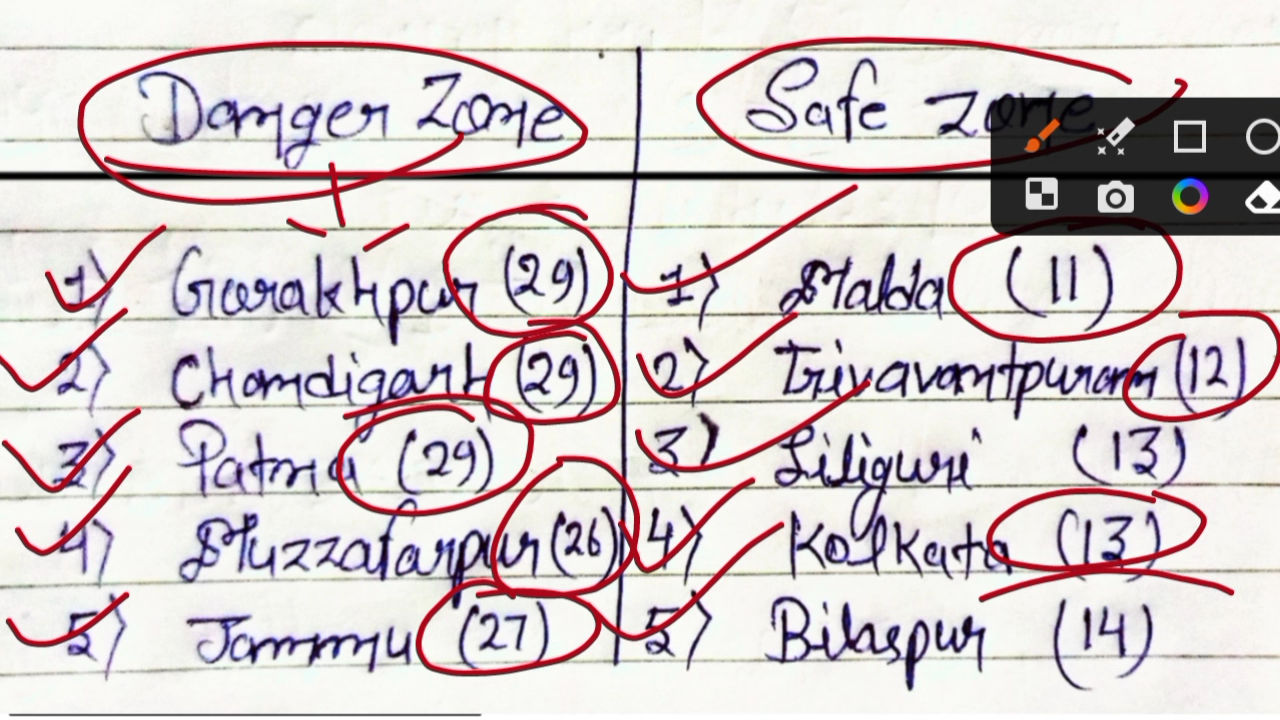 Danger Zone
Safe zone
1) Gorakhpur (29)
2) Chandigarh (29)
3) Patna (29)
4) Muzzafarpur (26)
5) Jammu (27)
1) Malda (11)
2) Trivavantpuram (12)
3) Siliguri (13)
4) Kolkata (13)
5) Bilaspur (14)